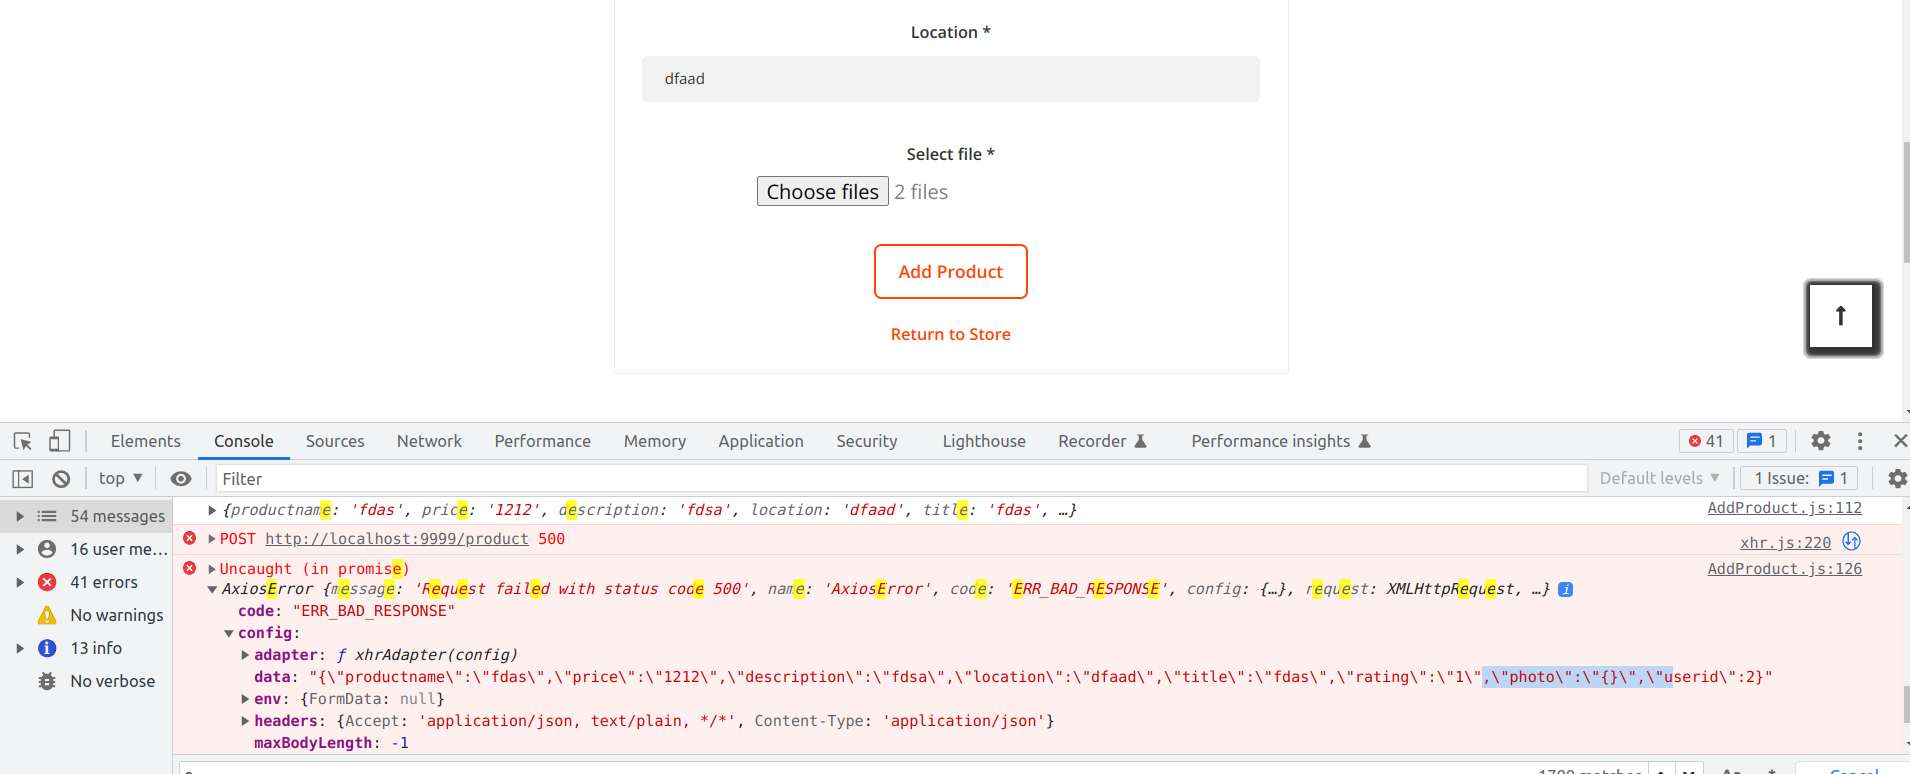 Location *
dfaad
Select file *
Choose files 2 files
Add Product
Return to Store
↑
Elements Console Sources Network Performance Memory Application Security Lighthouse Recorder Performance insights 41 1
top ▼ Filter Default levels ▼ 1 Issue: 1
54 messages
16 user me…
41 errors
No warnings
13 info
No verbose
{productname: 'fdas', price: '1212', description: 'fdsa', location: 'dfaad', title: 'fdas', …} AddProduct.js:112
POST http://localhost:9999/product 500 xhr.js:220
Uncaught (in promise) AddProduct.js:126
AxiosError {message: 'Request failed with status code 500', name: 'AxiosError', code: 'ERR_BAD_RESPONSE', config: {…}, request: XMLHttpRequest, …} i
code: "ERR_BAD_RESPONSE"
config:
adapter: ƒ xhrAdapter(config)
data: "{\"productname\":\"fdas\",\"price\":\"1212\",\"description\":\"fdsa\",\"location\":\"dfaad\",\"title\":\"fdas\",\"rating\":\"1\",\"photo\":\"{}\",\"userid\":2}"
env: {FormData: null}
headers: {Accept: 'application/json, text/plain, */*', Content-Type: 'application/json'}
maxBodyLength: -1